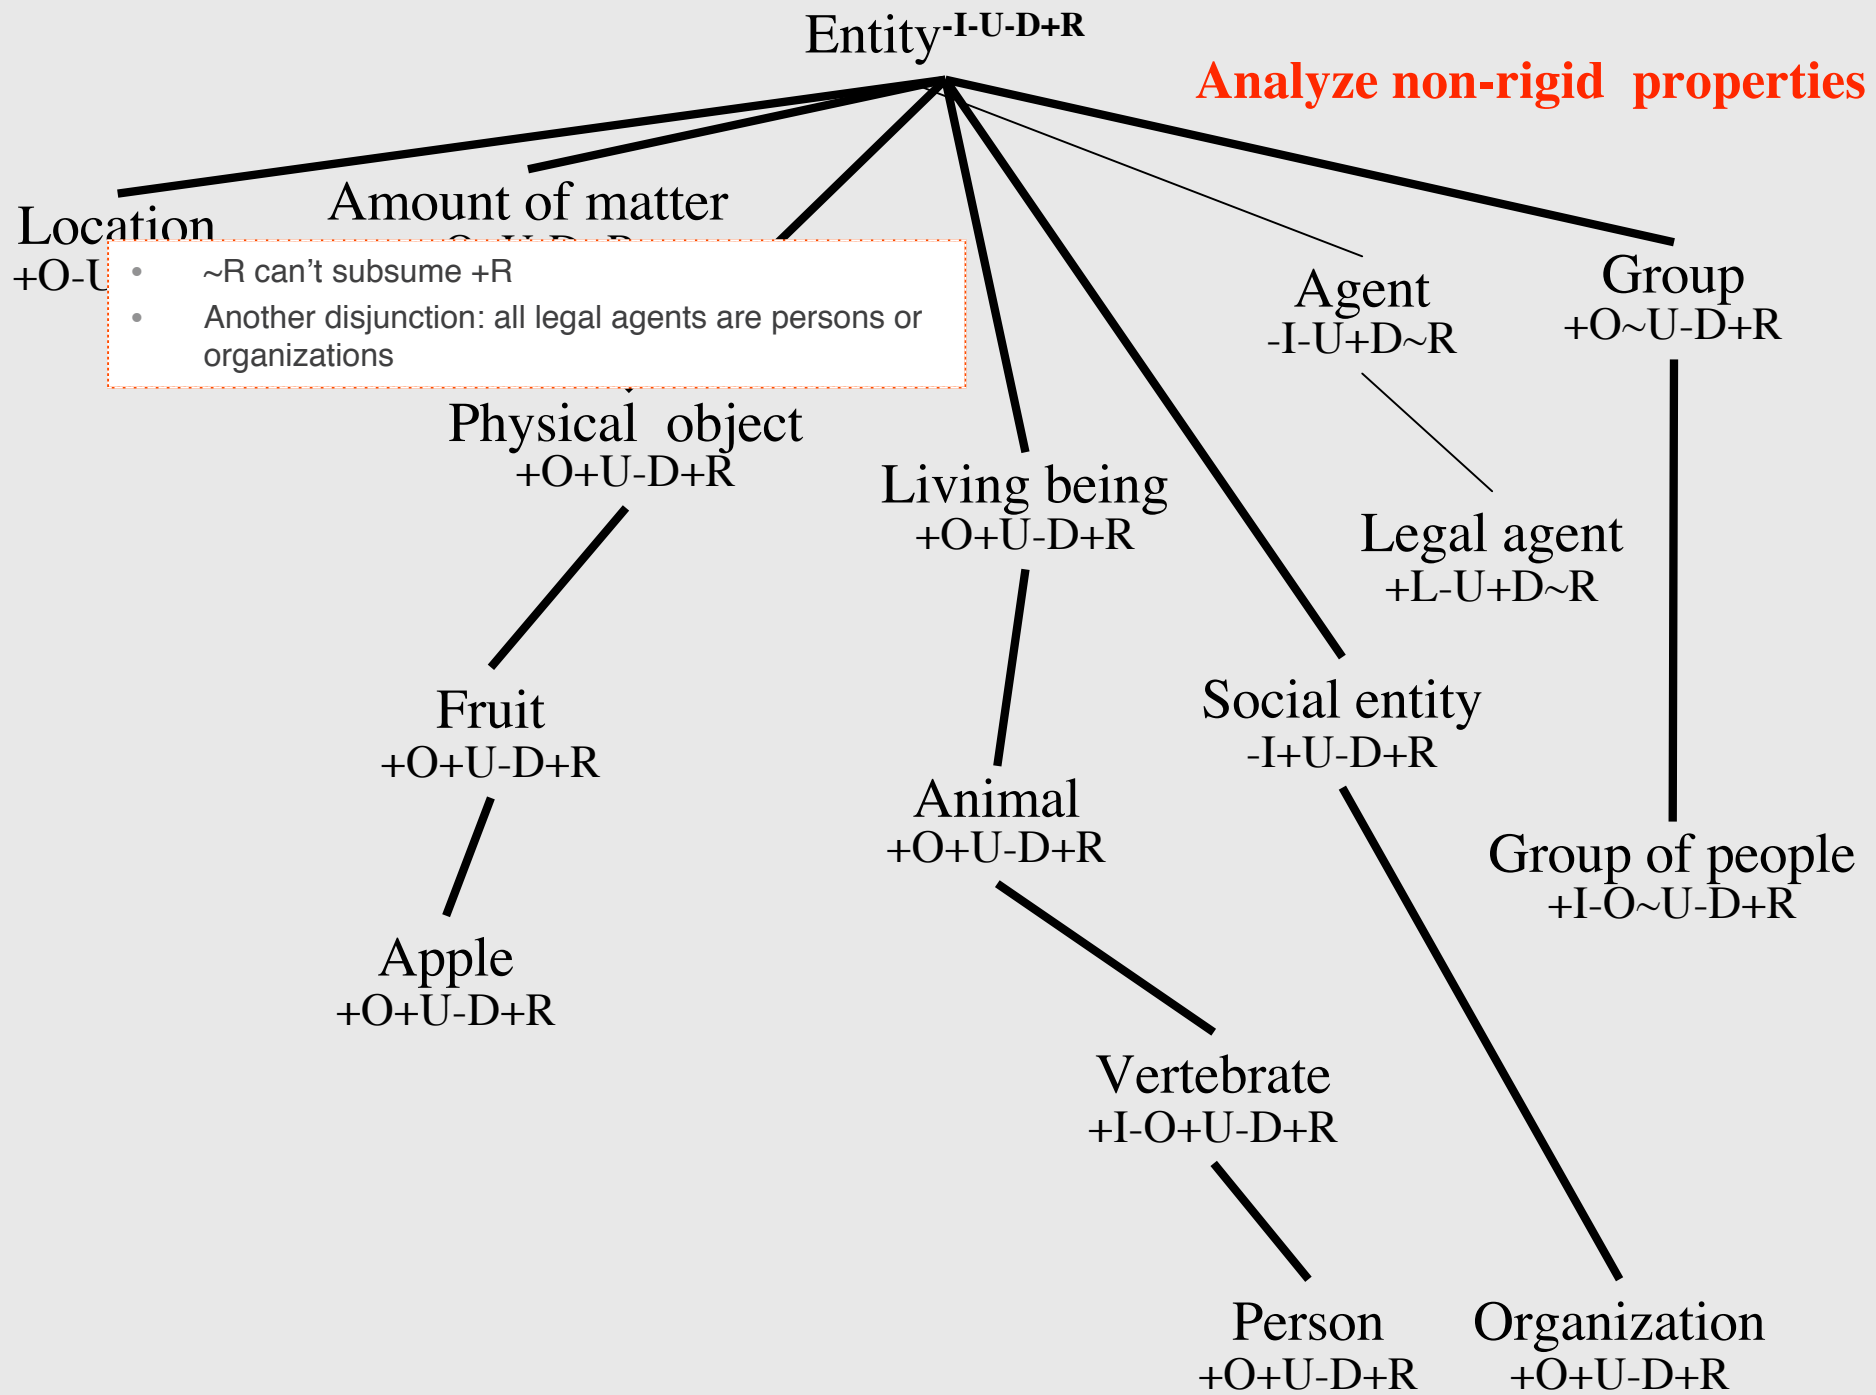 Entity-I-U-D+R
Analyze non-rigid properties
Location
+O-U
Amount of matter
• ~R can’t subsume +R
• Another disjunction: all legal agents are persons or
organizations
Agent
-I-U+D~R
Group
+O~U-D+R
Physical object
+O+U-D+R
Living being
+O+U-D+R
Legal agent
+L-U+D~R
Fruit
+O+U-D+R
Social entity
-I+U-D+R
Animal
+O+U-D+R
Group of people
+I-O~U-D+R
Apple
+O+U-D+R
Vertebrate
+I-O+U-D+R
Person
+O+U-D+R
Organization
+O+U-D+R